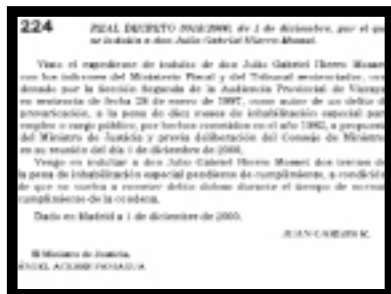 224 REAL DECRETO /2000, de 1 de diciembre, por el que
se indulta a don Julio Gabriel
Visto el expediente de indulto de don Julio Gabriel
con los informes del Ministerio Fiscal y del Tribunal sentenciador, con-
denado por la Sección Segunda de la Audiencia Provincial de Vizcaya
en sentencia de fecha 28 de enero de 1997, como autor de un delito de
prevaricación, a la pena de diez meses de inhabilitación especial para
empleo o cargo público, por hechos cometidos en el año 1992, a propuesta
del Ministro de Justicia y previa deliberación del Consejo de Ministros
en su reunión del día 1 de diciembre de 2000,
Vengo en indultar a don Julio Gabriel dos tercios de
la pena de inhabilitación especial pendiente de cumplimiento, a condición
de que no vuelva a cometer delito doloso durante el tiempo de normal
cumplimiento de la condena.
Dado en Madrid a 1 de diciembre de 2000.
JUAN CARLOS R.
El Ministro de Justicia,
ÁNGEL ACEBES PANIAGUA